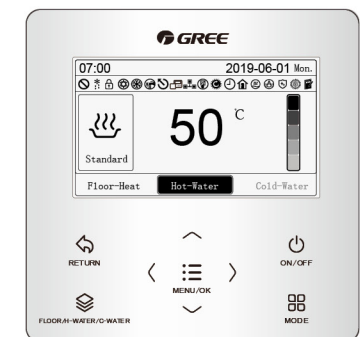 GREE
07:00 2019-06-01 Mon.
50 ℃
Standard
Floor-Heat Hot-Water Cold-Water
RETURN
ON/OFF
MENU/OK
FLOOR/H-WATER/C-WATER
MODE